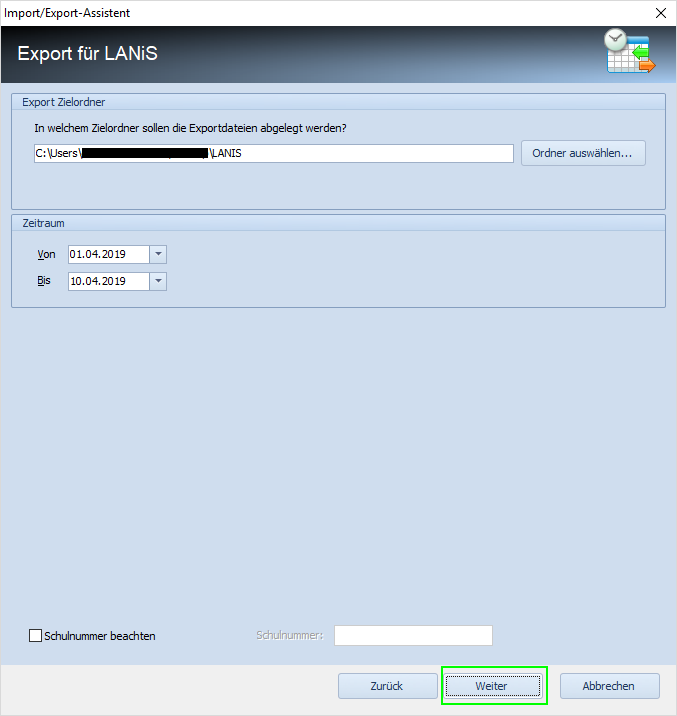 Import/Export-Assistent
Export für LANiS
Export Zielordner
In welchem Zielordner sollen die Exportdateien abgelegt werden?
C:\Users\ \LANIS
Ordner auswählen...
Zeitraum
Von 01.04.2019
Bis 10.04.2019
Schulnummer beachten Schulnummer:
Zurück Weiter Abbrechen